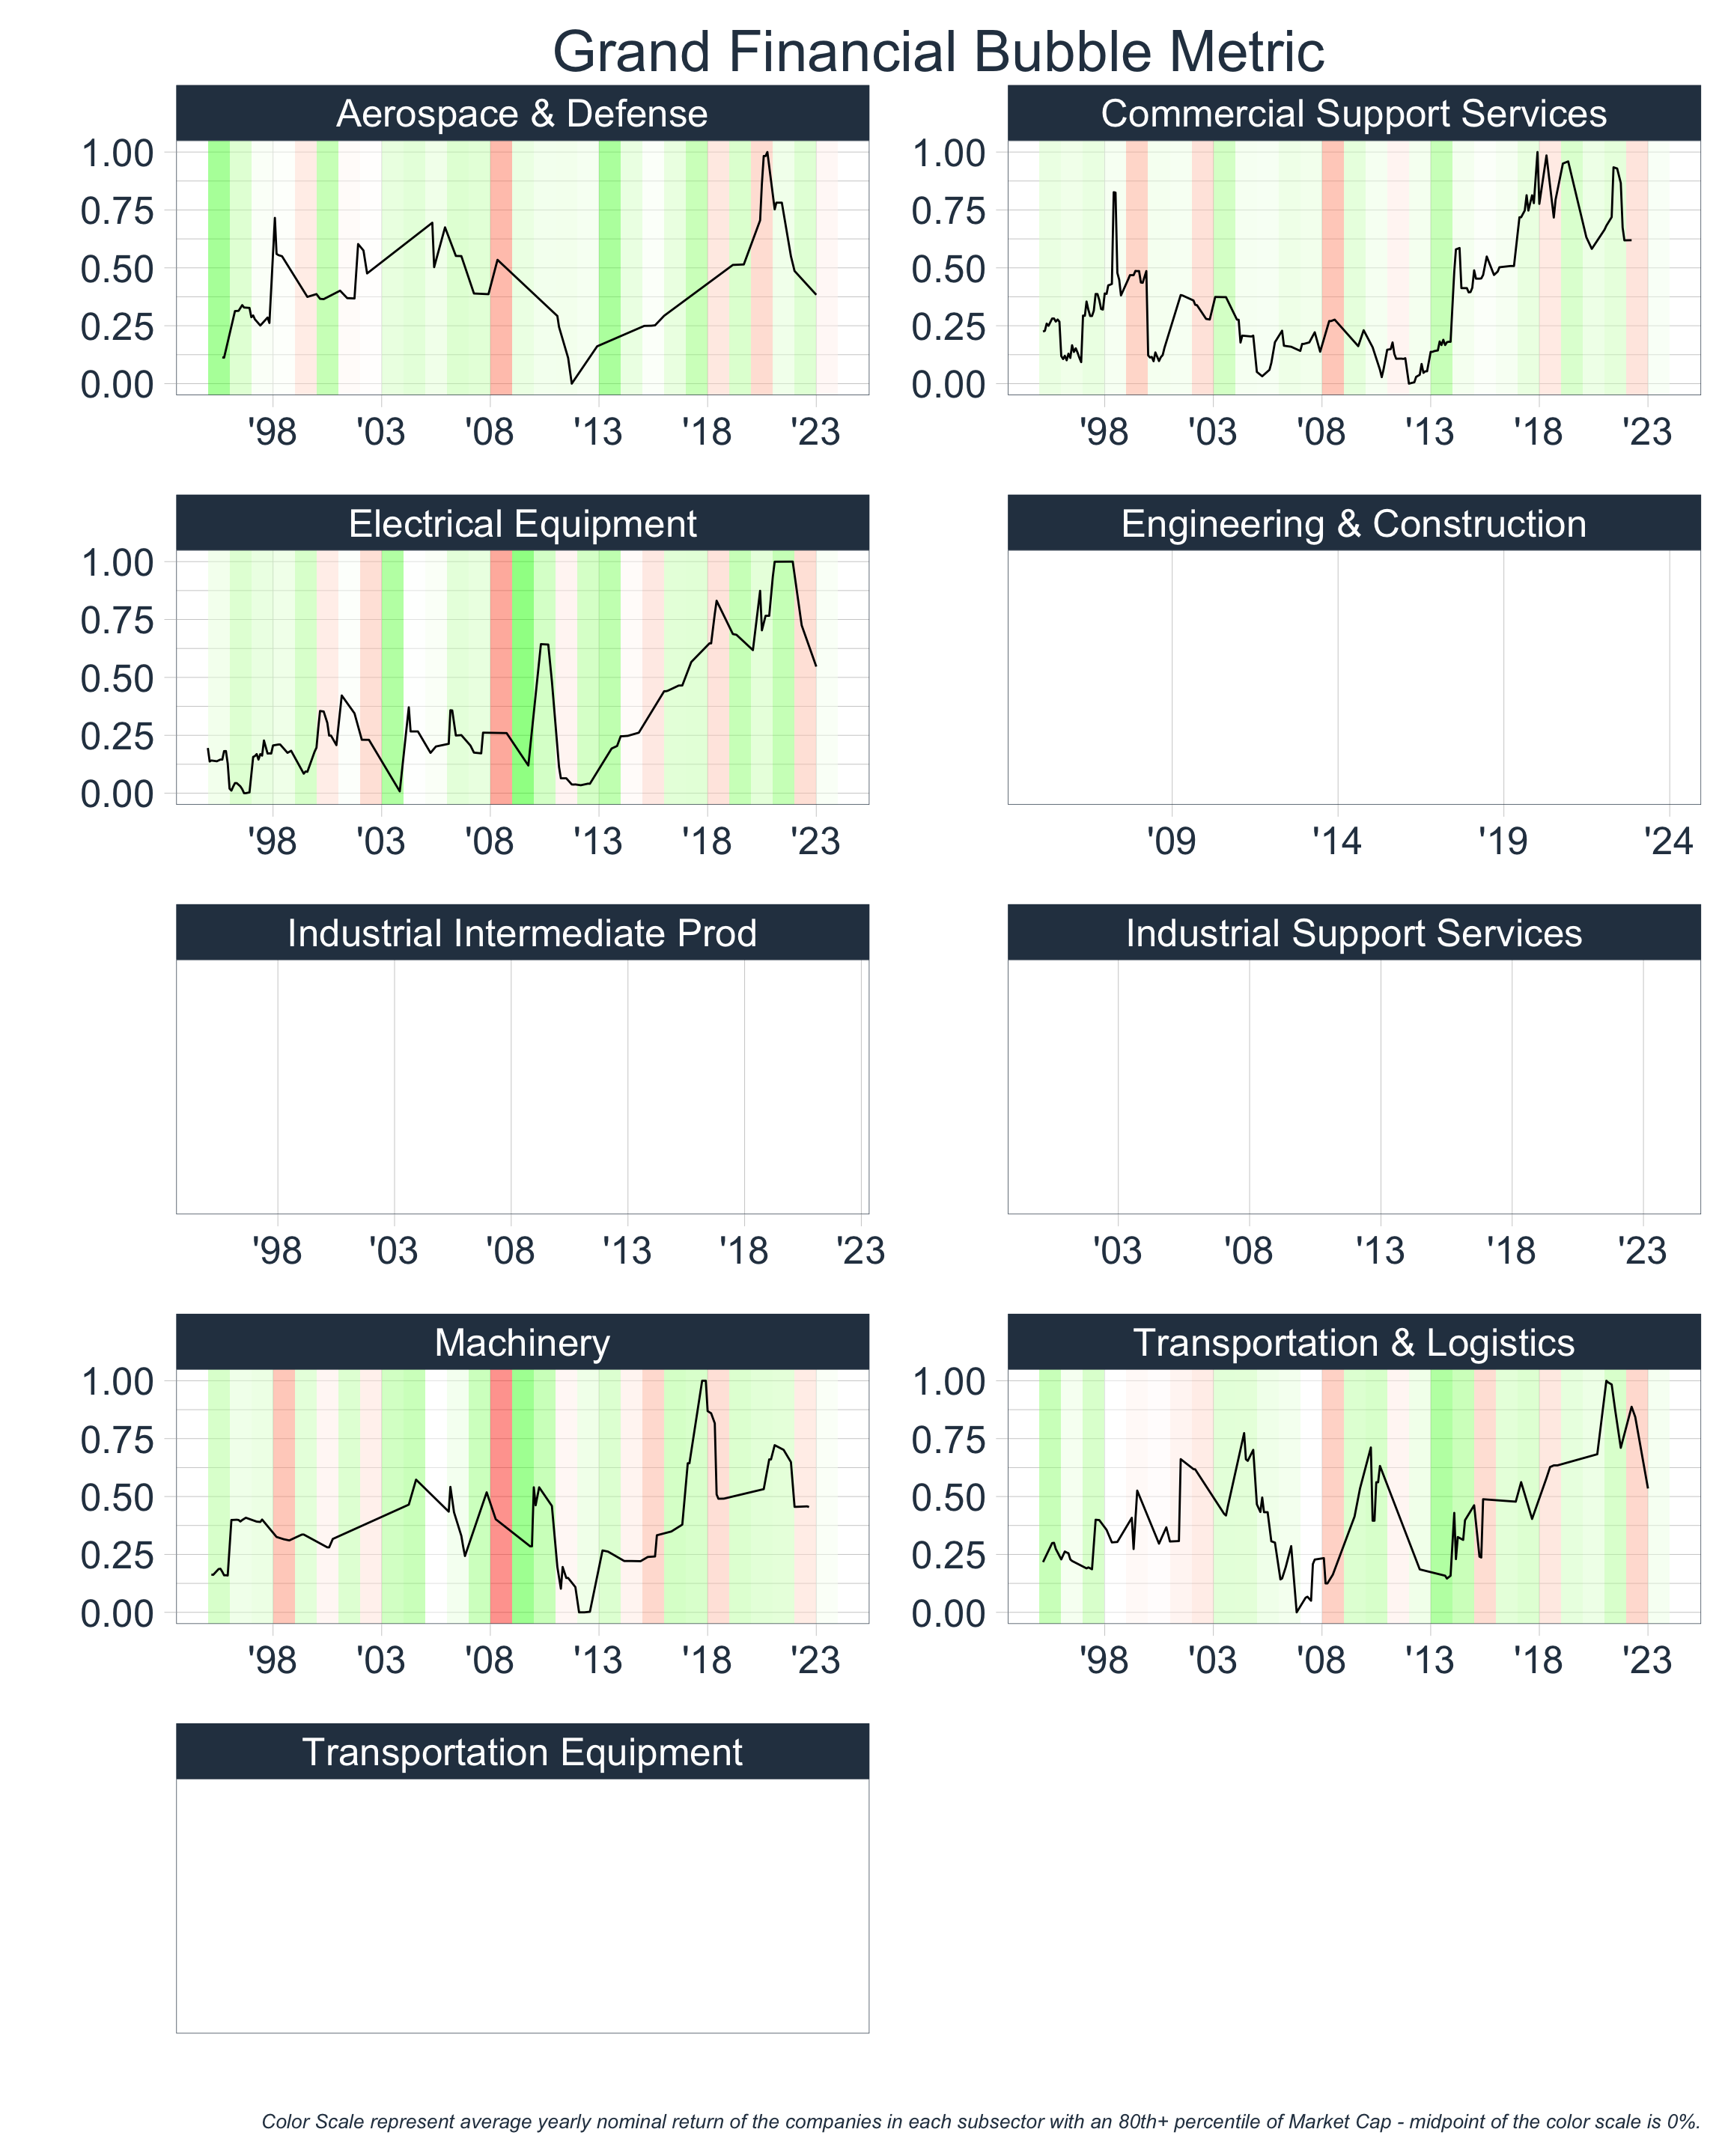 Grand Financial Bubble Metric
Aerospace & Defense
1.00
0.75
0.50
0.25
0.00
'98 '03 '08 '13 '18 '23
Commercial Support Services
1.00
0.75
0.50
0.25
0.00
'98 '03 '08 '13 '18 '23
Electrical Equipment
1.00
0.75
0.50
0.25
0.00
'98 '03 '08 '13 '18 '23
Engineering & Construction
'09 '14 '19 '24
Industrial Intermediate Prod
'98 '03 '08 '13 '18 '23
Industrial Support Services
'03 '08 '13 '18 '23
Machinery
1.00
0.75
0.50
0.25
0.00
'98 '03 '08 '13 '18 '23
Transportation & Logistics
1.00
0.75
0.50
0.25
0.00
'98 '03 '08 '13 '18 '23
Transportation Equipment
Color Scale represent average yearly nominal return of the companies in each subsector with an 80th+ percentile of Market Cap - midpoint of the color scale is 0%.